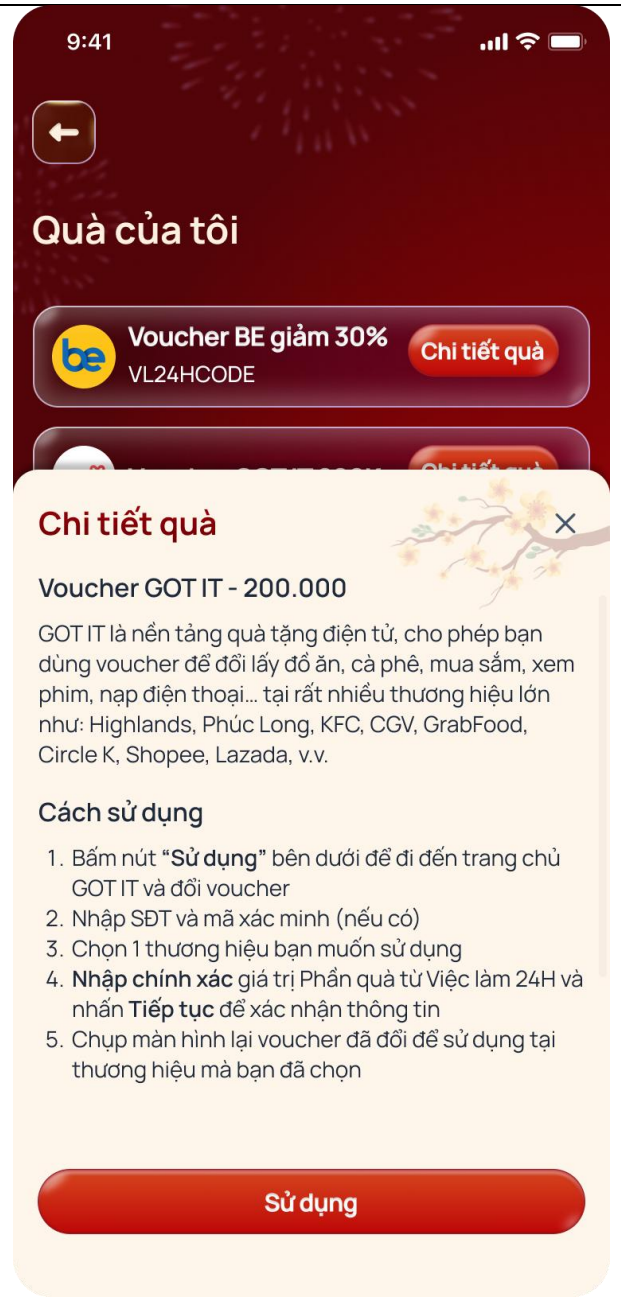 9:41
Quà của tôi
be
Voucher BE giảm 30%
VL24HCODE
Chi tiết quà
Chi tiết quà
Chi tiết quà
Voucher GOT IT - 200.000
GOT IT là nền tảng quà tặng điện tử, cho phép bạn
dùng voucher để đổi lấy đồ ăn, cà phê, mua sắm, xem
phim, nạp điện thoại... tại rất nhiều thương hiệu lớn
như: Highlands, Phúc Long, KFC, CGV, GrabFood,
Circle K, Shopee, Lazada, v.v.
Cách sử dụng
1. Bấm nút “Sử dụng” bên dưới để đi đến trang chủ
GOT IT và đổi voucher
2. Nhập SĐT và mã xác minh (nếu có)
3. Chọn 1 thương hiệu bạn muốn sử dụng
4. Nhập chính xác giá trị Phần quà từ Việc làm 24H và
nhấn Tiếp tục để xác nhận thông tin
5. Chụp màn hình lại voucher đã đổi để sử dụng tại
thương hiệu mà bạn đã chọn
Sử dụng